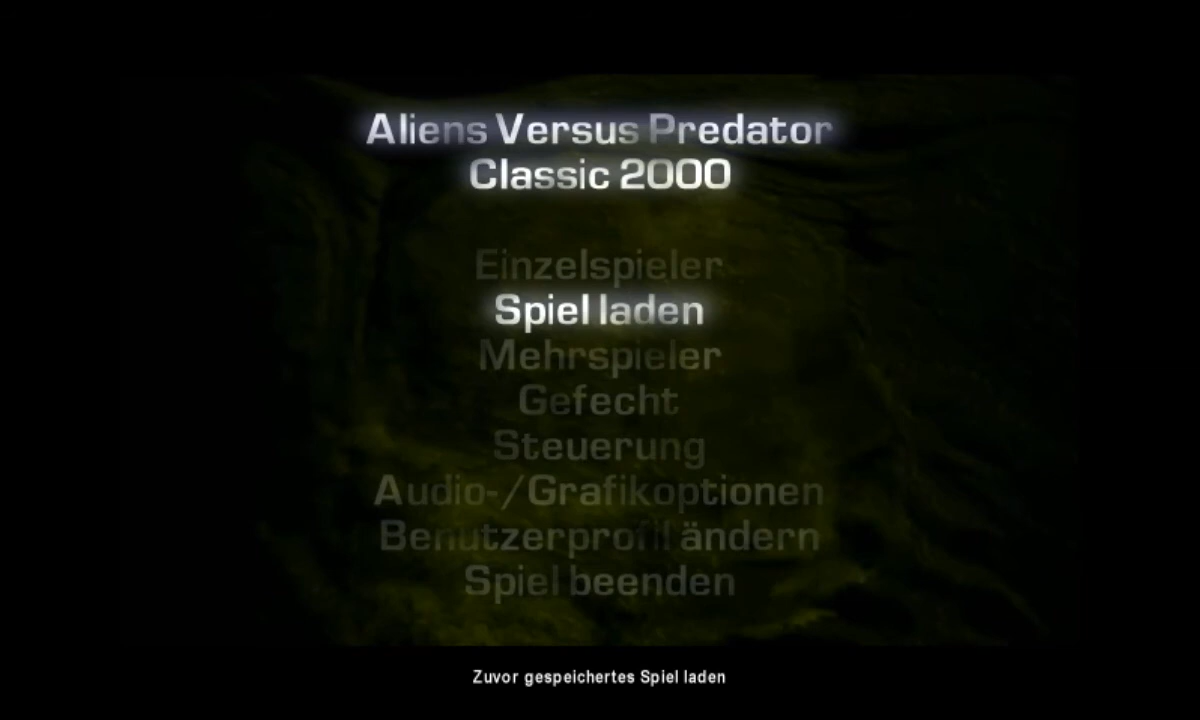 Aliens Versus Predator
Classic 2000
Einzelspieler
Spiel laden
Mehrspieler
Gefecht
Steuerung
Audio-/Grafikoptionen
Benutzerprofil ändern
Spiel beenden
Zuvor gespeichertes Spiel laden